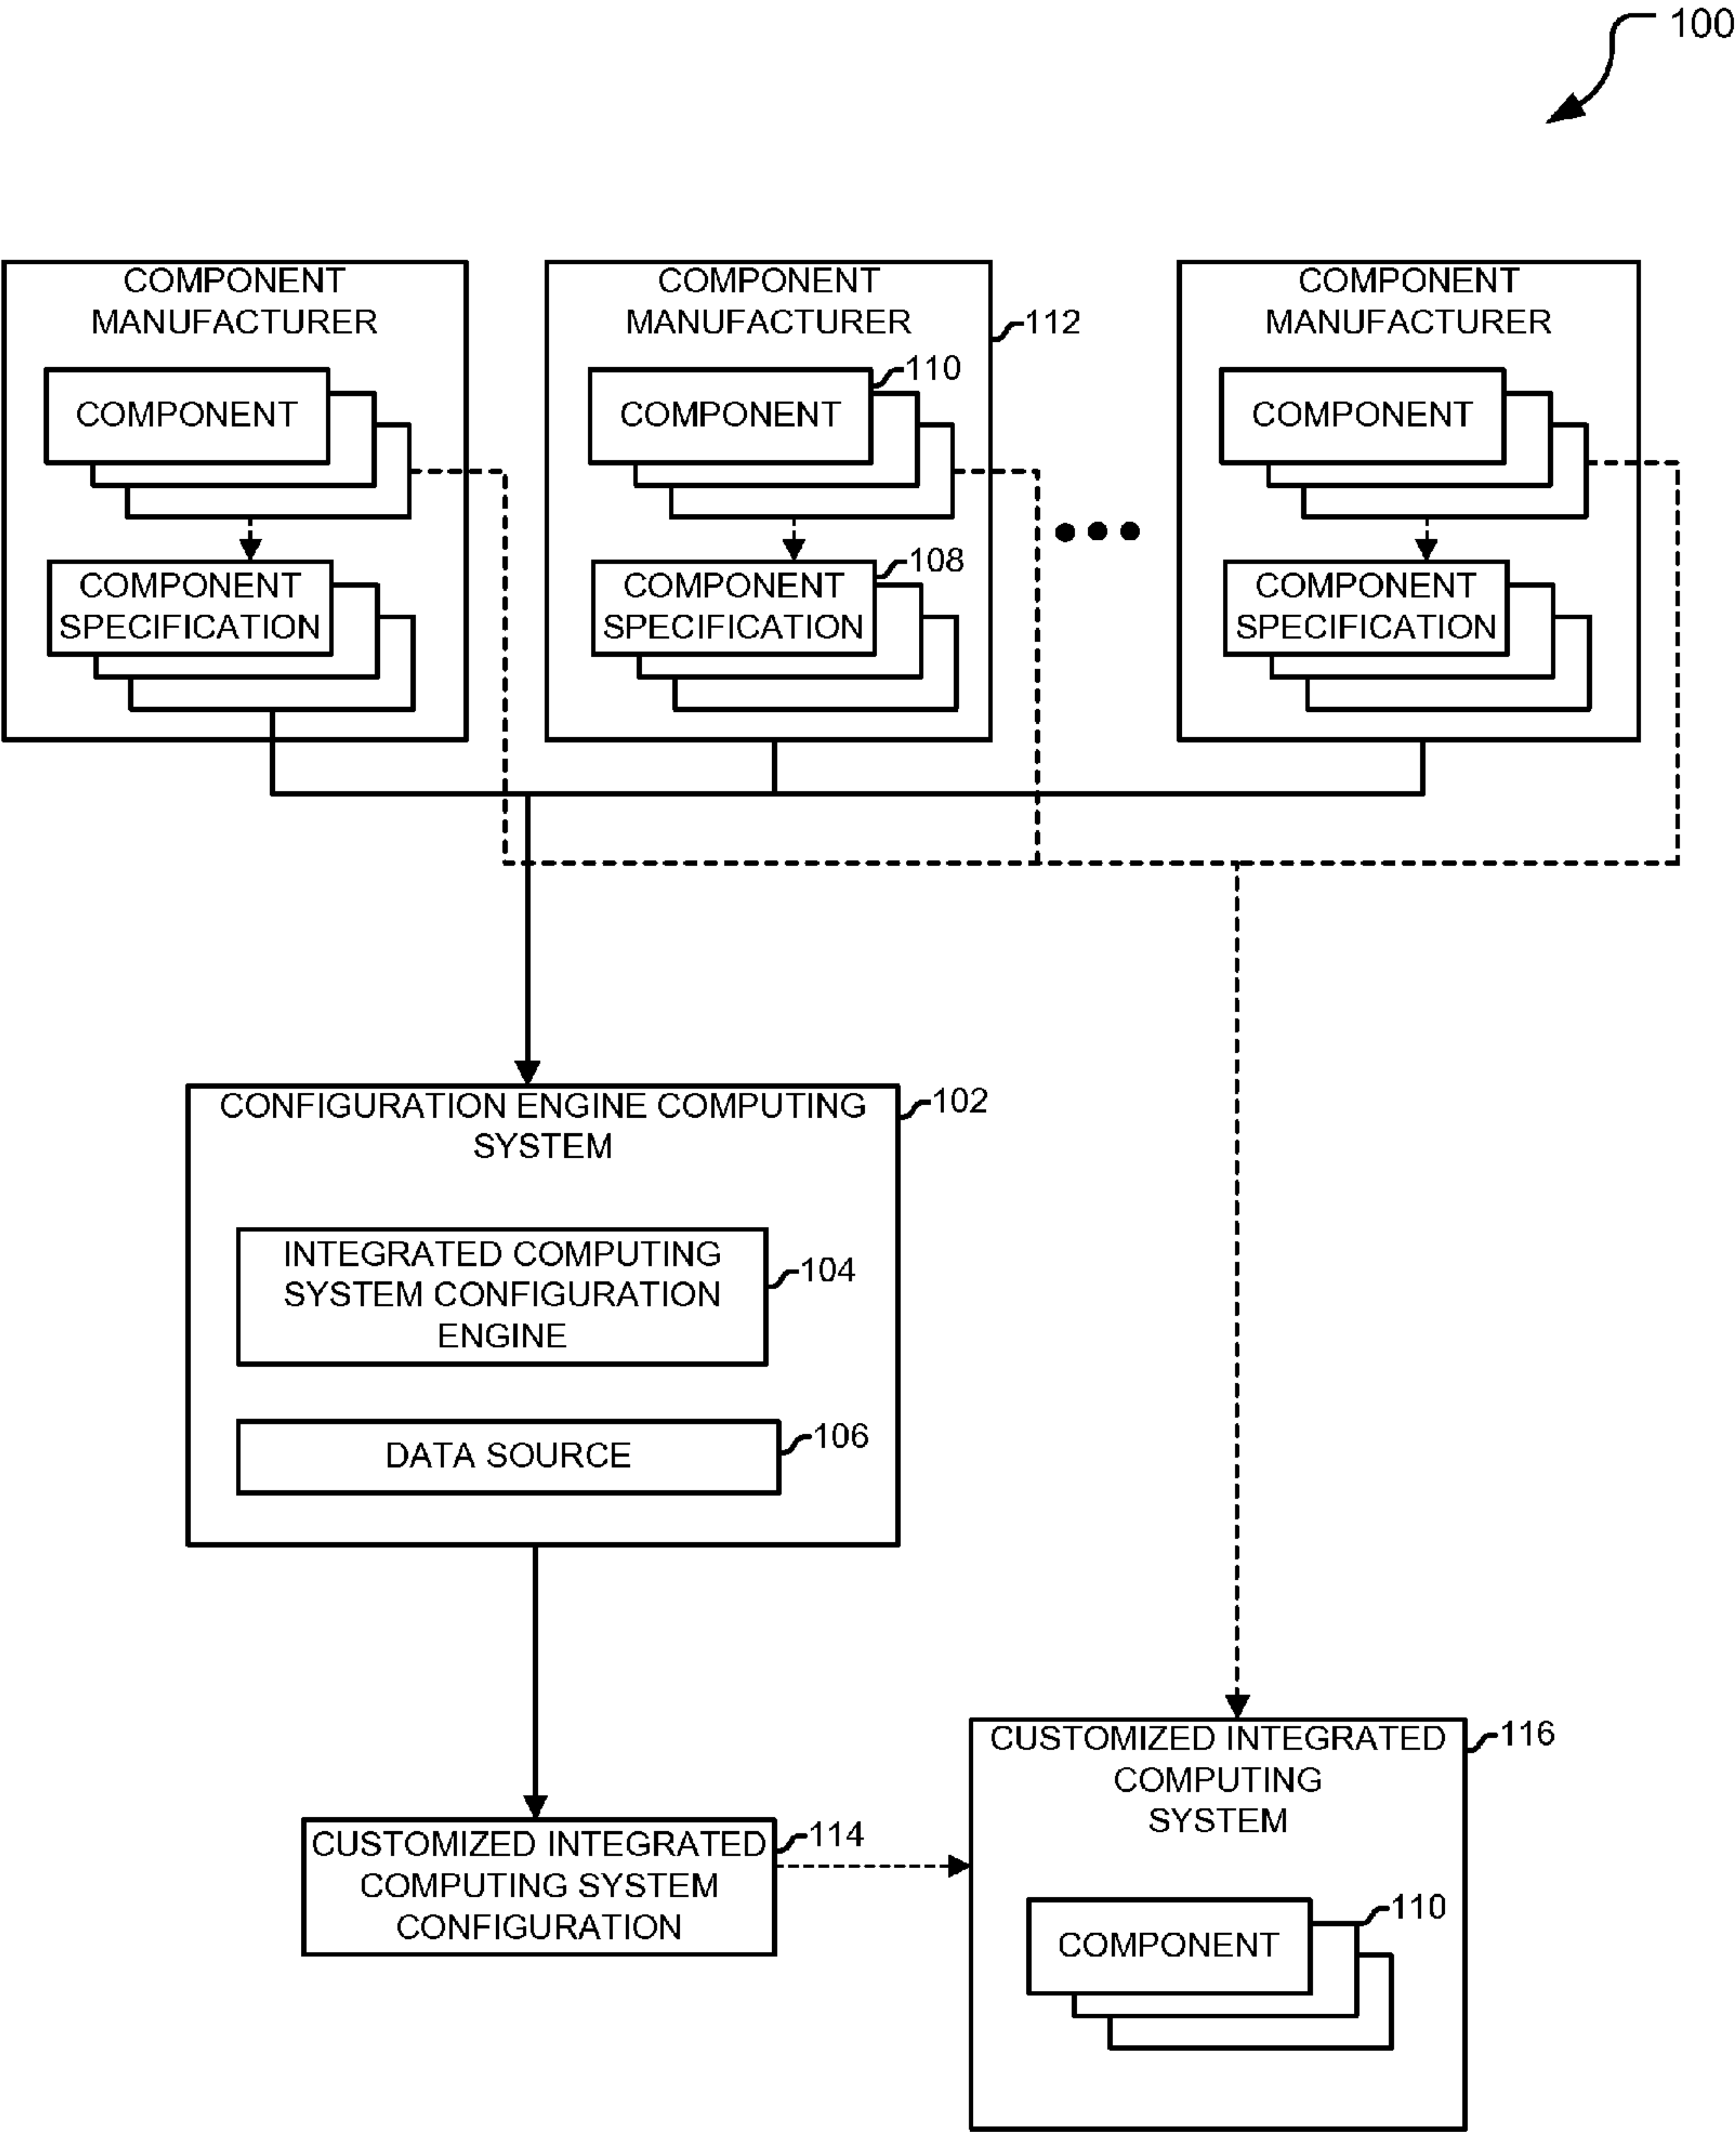 100
COMPONENT
MANUFACTURER
COMPONENT
COMPONENT
SPECIFICATION
COMPONENT
MANUFACTURER
112
110
COMPONENT
108
COMPONENT
SPECIFICATION
COMPONENT
MANUFACTURER
COMPONENT
COMPONENT
SPECIFICATION
CONFIGURATION ENGINE COMPUTING
SYSTEM
102
INTEGRATED COMPUTING
SYSTEM CONFIGURATION
ENGINE
104
DATA SOURCE
106
CUSTOMIZED INTEGRATED
COMPUTING SYSTEM
CONFIGURATION
114
CUSTOMIZED INTEGRATED
COMPUTING
SYSTEM
116
COMPONENT
110